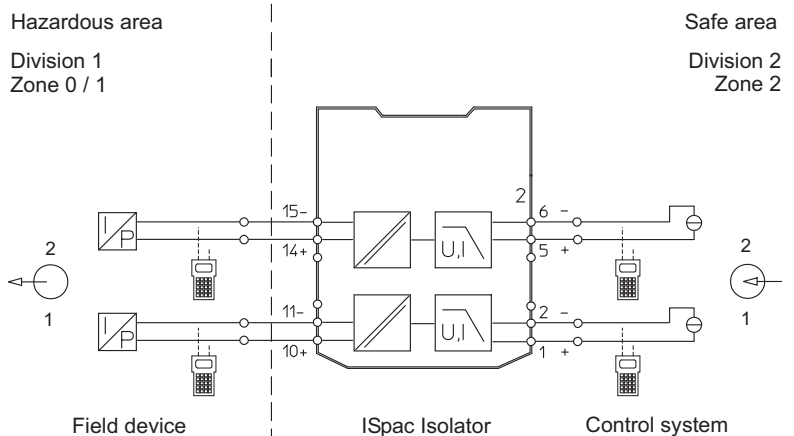 Hazardous area
Safe area
Division 1
Zone 0 / 1
Division 2
Zone 2
2
15–
6 –
I
P
14+
U,I
5 +
2
1
2
1
11–
2 –
I
P
10+
U,I
1 +
Field device
ISpac Isolator
Control system